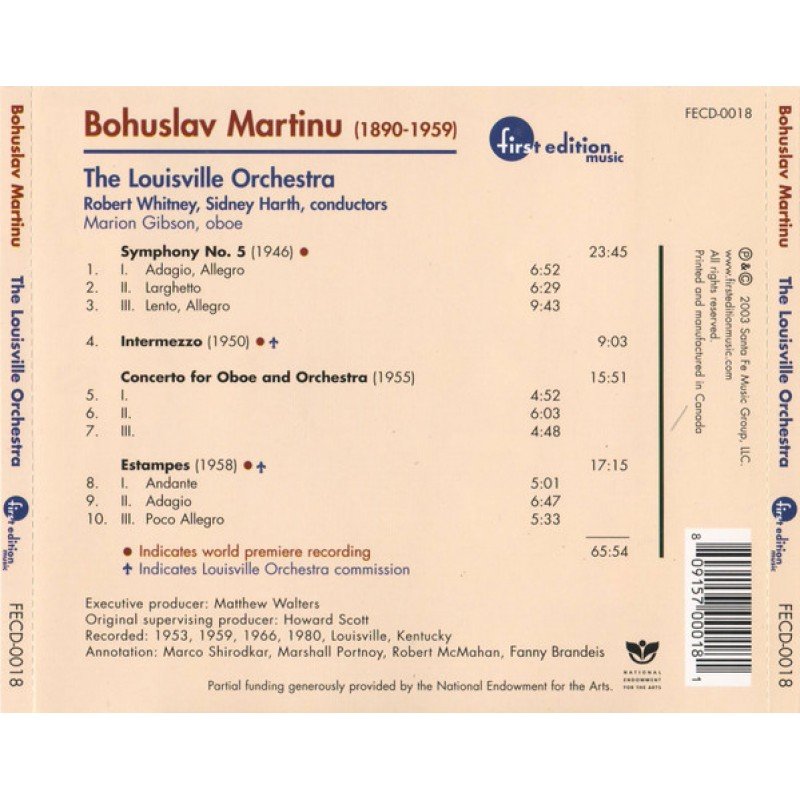 Bohuslav Martinu (1890-1959)
first edition
music
FECD-0018
The Louisville Orchestra
Robert Whitney, Sidney Harth, conductors
Marion Gibson, oboe
Symphony No. 5 (1946) ● 23:45
1. I. Adagio, Allegro 6:52
2. II. Larghetto 6:29
3. III. Lento, Allegro 9:43
4. Intermezzo (1950) ● ⚜ 9:03
Concerto for Oboe and Orchestra (1955) 15:51
5. I. 4:52
6. II. 6:03
7. III. 4:48
Estampes (1958) ● ⚜ 17:15
8. I. Andante 5:01
9. II. Adagio 6:47
10. III. Poco Allegro 5:33
● Indicates world premiere recording 65:54
⚜ Indicates Louisville Orchestra commission
Executive producer: Matthew Walters
Original supervising producer: Howard Scott
Recorded: 1953, 1959, 1966, 1980, Louisville, Kentucky
Annotation: Marco Shirodkar, Marshall Portnoy, Robert McMahan, Fanny Brandeis
Partial funding generously provided by the National Endowment for the Arts.
NATIONAL
ENDOWMENT
FOR THE ARTS
℗ & © 2003 Santa Fe Music Group, LLC.
www.firsteditionmusic.com
All rights reserved.
Printed and manufactured in Canada
8 09157 00018 1
Bohuslav Martinu The Louisville Orchestra first edition music FECD-0018
Bohuslav Martinu The Louisville Orchestra first edition music FECD-0018